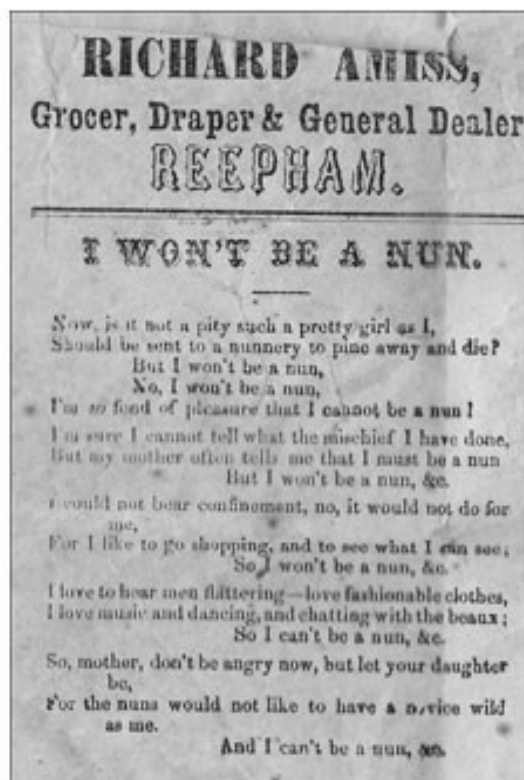 RICHARD AMISS,
Grocer, Draper & General Dealer
REEPHAM.
I WON'T BE A NUN.
Now, is it not a pity such a pretty girl as I,
Should be sent to a nunnery to pine away and die?
But I won't be a nun,
No, I won't be a nun,
I'm so fond of pleasure that I cannot be a nun!
I'm sure I cannot tell what the mischief I have done,
But my mother often tells me that I must be a nun
But I won't be a nun, &c.
I could not bear confinement, no, it would not do for
me,
For I like to go shopping, and to see what I can see;
So I won't be a nun, &c.
I love to hear men flattering—love fashionable clothes,
I love music and dancing, and chatting with the beaux;
So I can't be a nun, &c.
So, mother, don't be angry now, but let your daughter
be,
For the nuns would not like to have a novice wild
as me.
And I can't be a nun, &c.